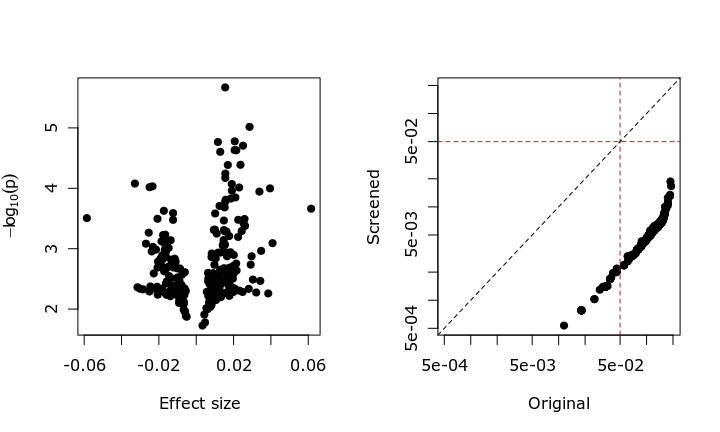 −log₁₀(p)
5
4
3
2
-0.06
-0.02
0.02
0.06
Effect size
Screened
5e-02
5e-03
5e-04
5e-04
5e-03
5e-02
Original